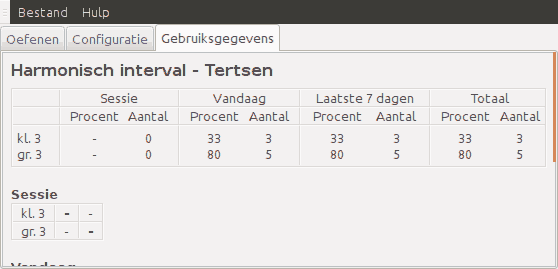 Bestand Hulp
Oefenen Configuratie Gebruiksgegevens
Harmonisch interval - Tertsen
Sessie Vandaag Laatste 7 dagen Totaal
Procent Aantal Procent Aantal Procent Aantal Procent Aantal
kl. 3 - 0 33 3 33 3 33 3
gr. 3 - 0 80 5 80 5 80 5
Sessie
kl. 3 - -
gr. 3 - -
Vandaag